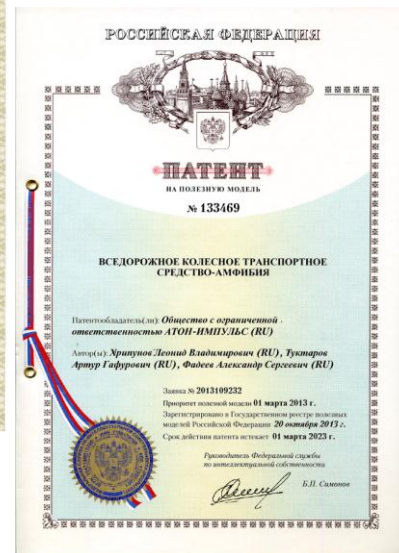 РОССИЙСКАЯ ФЕДЕРАЦИЯ
ПАТЕНТ
НА ПОЛЕЗНУЮ МОДЕЛЬ
№ 133469
ВСЕДОРОЖНОЕ КОЛЕСНОЕ ТРАНСПОРТНОЕ
СРЕДСТВО-АМФИБИЯ
Патентообладатель(ли): Общество с ограниченной
ответственностью АТОН-ИМПУЛЬС (RU)
Автор(ы): Хрипунов Леонид Владимирович (RU), Туктаров
Артур Гафурович (RU), Фадеев Александр Сергеевич (RU)
Заявка № 2013109232
Приоритет полезной модели 01 марта 2013 г.
Зарегистрировано в Государственном реестре полезных
моделей Российской Федерации 20 октября 2013 г.
Срок действия патента истекает 01 марта 2023 г.
Руководитель Федеральной службы
по интеллектуальной собственности
Б.П. Симонов